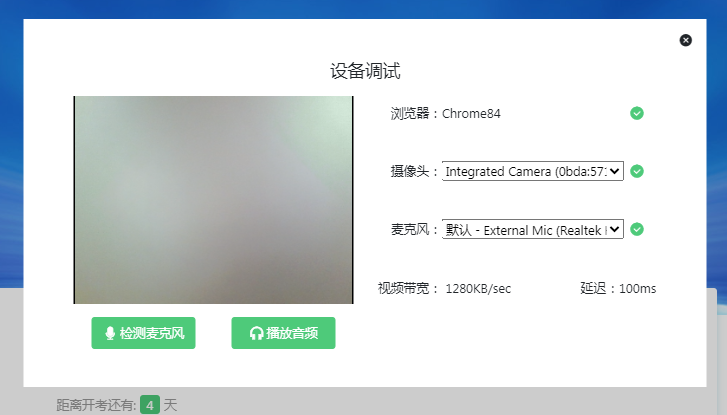 设备调试
浏览器：Chrome84
摄像头：Integrated Camera (0bda:571
麦克风：默认 - External Mic (Realtek
视频带宽： 1280KB/sec 延迟：100ms
检测麦克风 播放音频
距离开考还有: 4 天